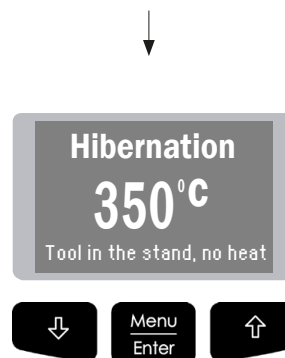 Hibernation
350°C
Tool in the stand, no heat
Menu
Enter